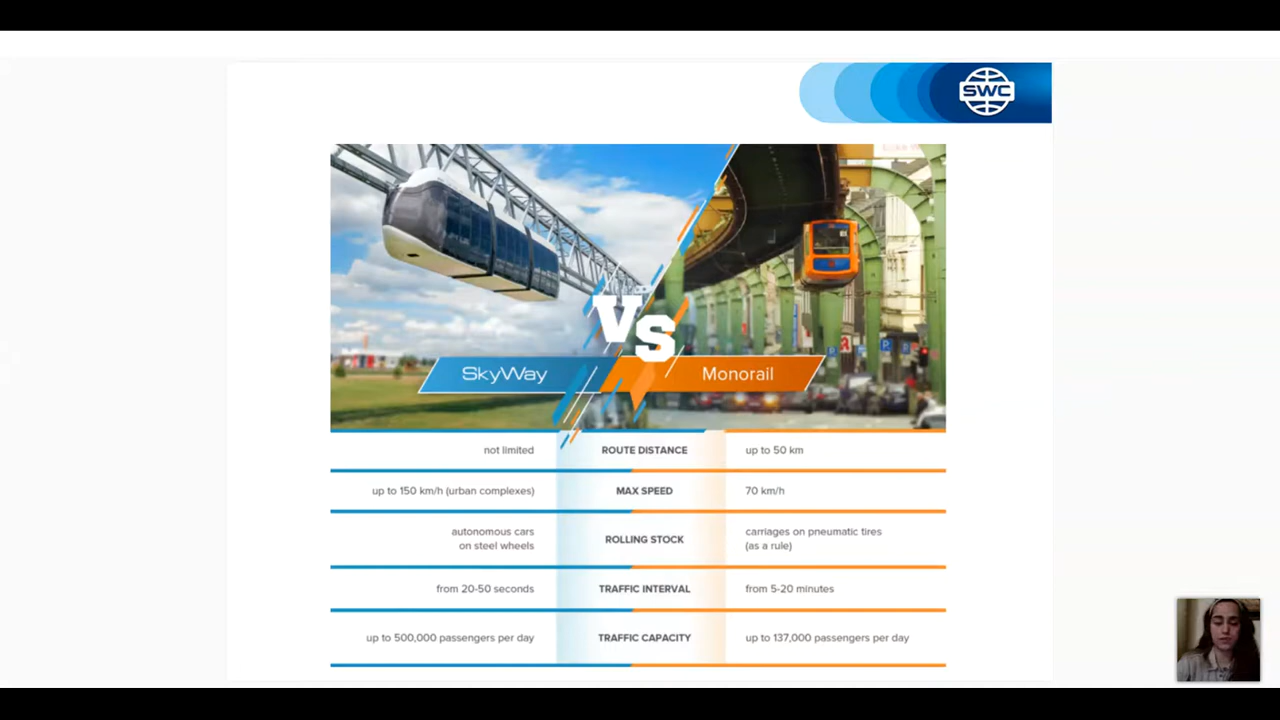 SWC
VS
SkyWay
Monorail
not limited
ROUTE DISTANCE
up to 50 km
up to 150 km/h (urban complexes)
MAX SPEED
70 km/h
autonomous cars
on steel wheels
ROLLING STOCK
carriages on pneumatic tires
(as a rule)
from 20-50 seconds
TRAFFIC INTERVAL
from 5-20 minutes
up to 500,000 passengers per day
TRAFFIC CAPACITY
up to 137,000 passengers per day